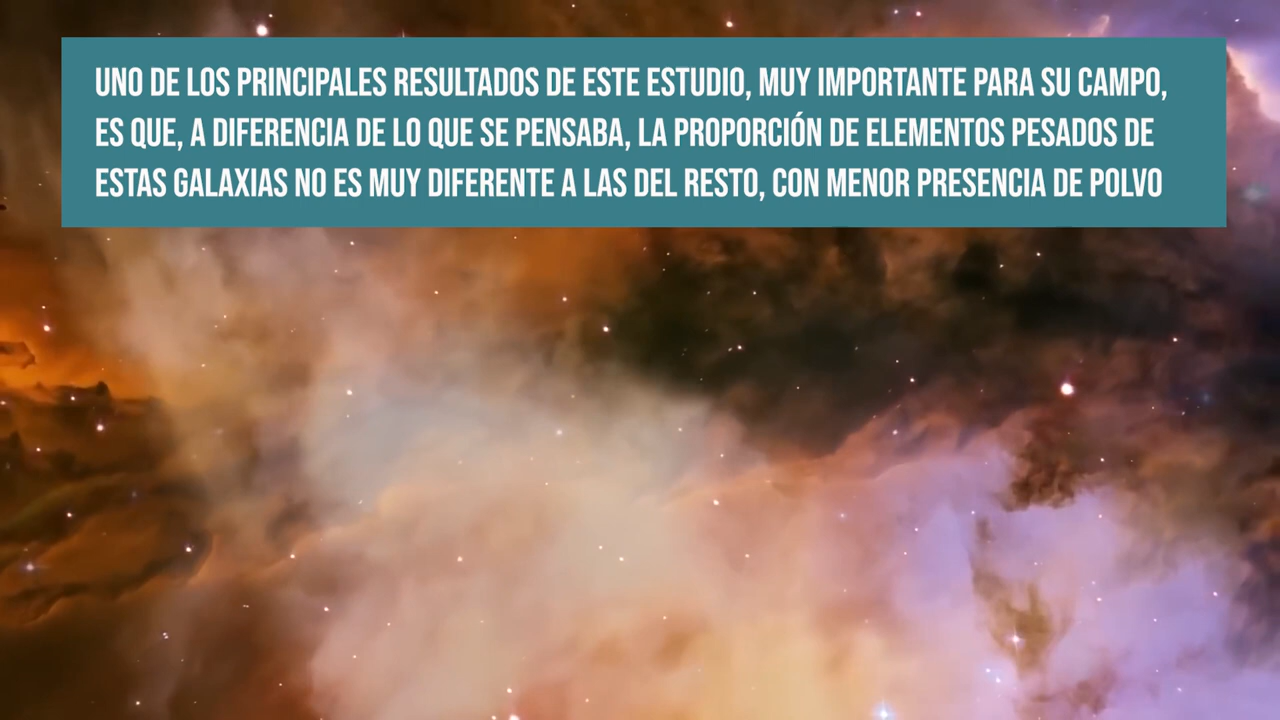 UNO DE LOS PRINCIPALES RESULTADOS DE ESTE ESTUDIO, MUY IMPORTANTE PARA SU CAMPO,
ES QUE, A DIFERENCIA DE LO QUE SE PENSABA, LA PROPORCIÓN DE ELEMENTOS PESADOS DE
ESTAS GALAXIAS NO ES MUY DIFERENTE A LAS DEL RESTO, CON MENOR PRESENCIA DE POLVO